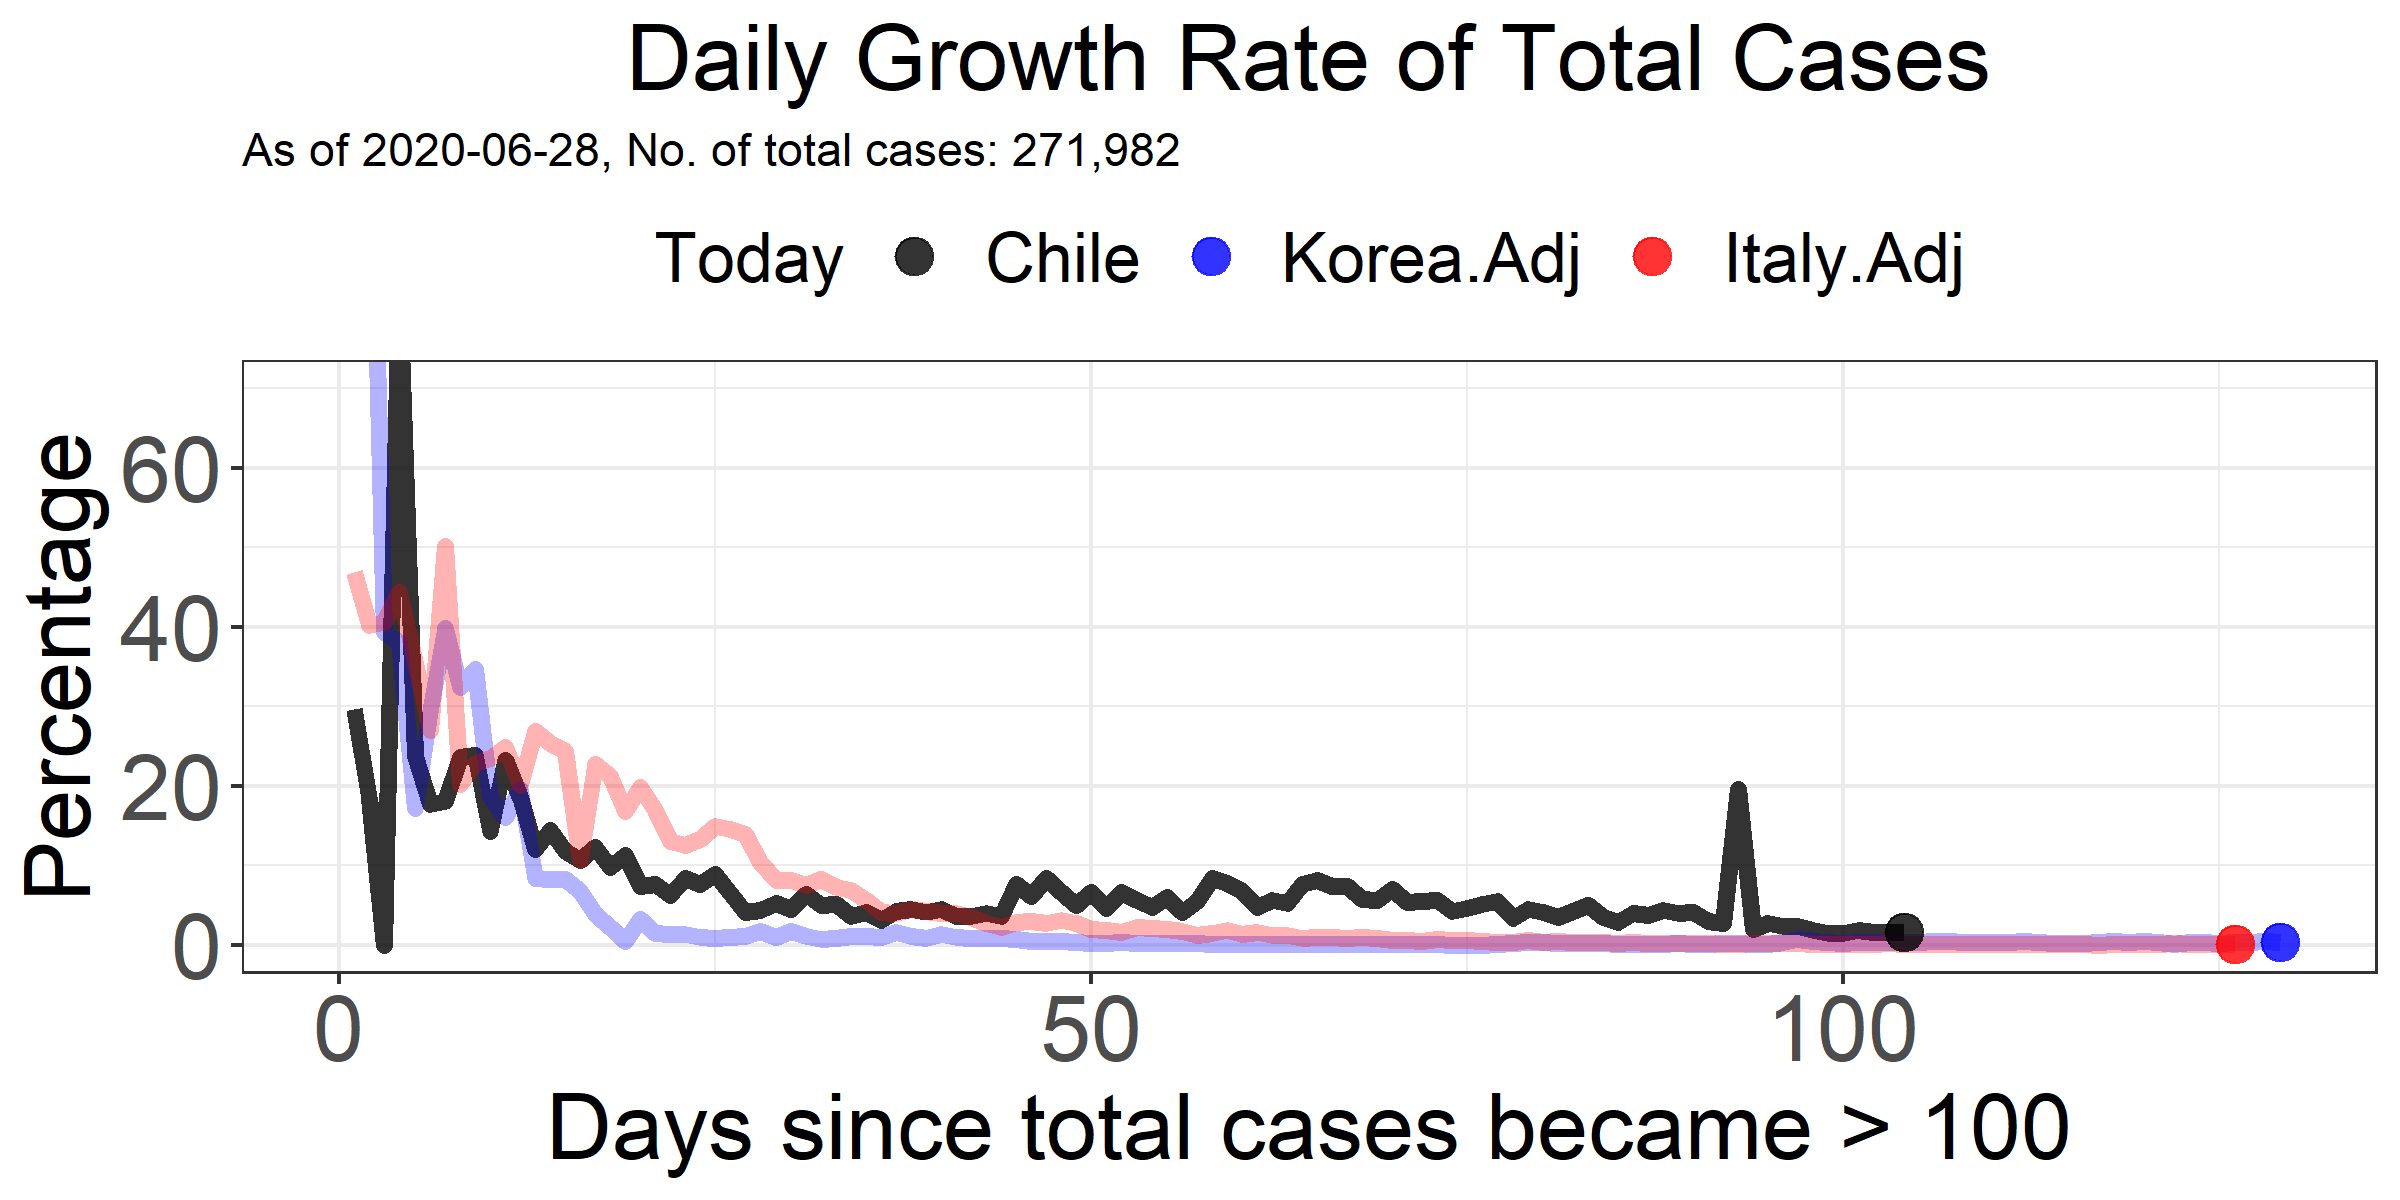 Daily Growth Rate of Total Cases
As of 2020-06-28, No. of total cases: 271,982
Today Chile Korea.Adj Italy.Adj
Percentage
60
40
20
0
0 50 100
Days since total cases became > 100